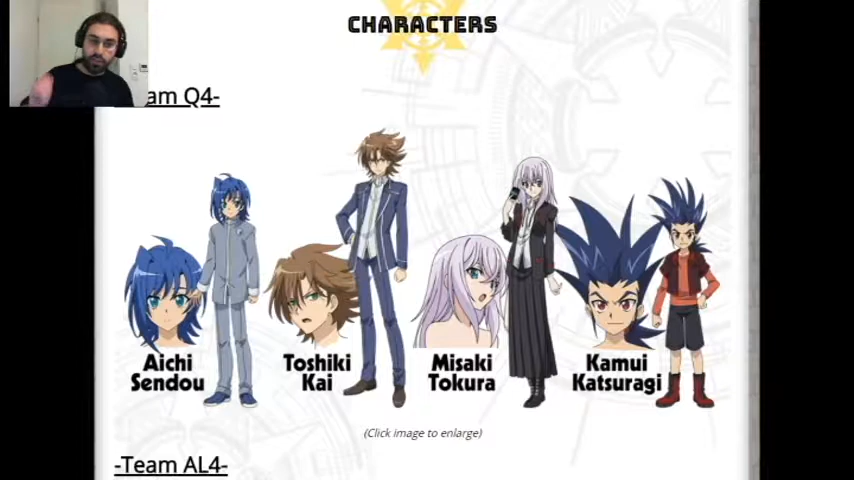 CHARACTERS
am Q4-
Aichi
Sendou
Toshiki
Kai
Misaki
Tokura
Kamui
Katsuragi
(Click image to enlarge)
-Team AL4-